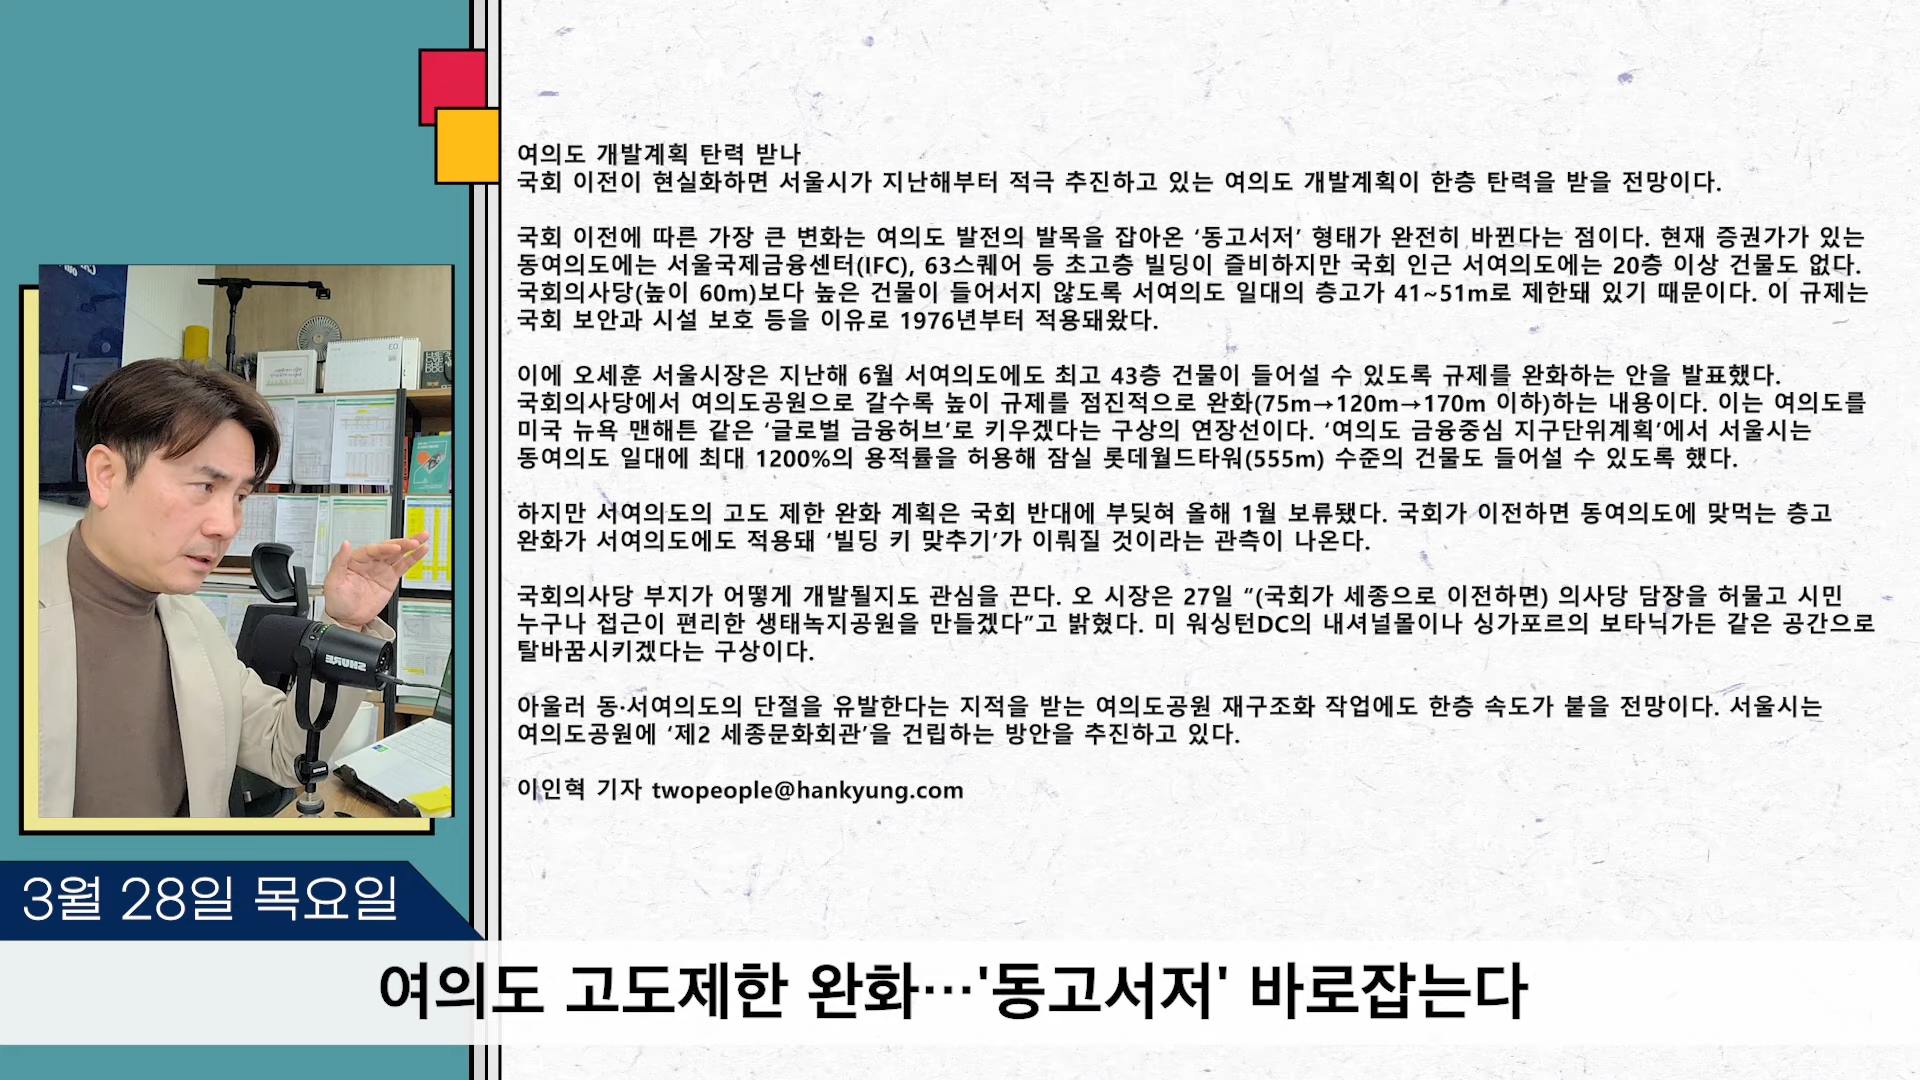 여의도 개발계획 탄력 받나
국회 이전이 현실화하면 서울시가 지난해부터 적극 추진하고 있는 여의도 개발계획이 한층 탄력을 받을 전망이다.
국회 이전에 따른 가장 큰 변화는 여의도 발전의 발목을 잡아온 ‘동고서저’ 형태가 완전히 바뀐다는 점이다. 현재 증권가가 있는
동여의도에는 서울국제금융센터(IFC), 63스퀘어 등 초고층 빌딩이 즐비하지만 국회 인근 서여의도에는 20층 이상 건물도 없다.
국회의사당(높이 60m)보다 높은 건물이 들어서지 않도록 서여의도 일대의 층고가 41~51m로 제한돼 있기 때문이다. 이 규제는
국회 보안과 시설 보호 등을 이유로 1976년부터 적용돼왔다.
이에 오세훈 서울시장은 지난해 6월 서여의도에도 최고 43층 건물이 들어설 수 있도록 규제를 완화하는 안을 발표했다.
국회의사당에서 여의도공원으로 갈수록 높이 규제를 점진적으로 완화(75m→120m→170m 이하)하는 내용이다. 이는 여의도를
미국 뉴욕 맨해튼 같은 ‘글로벌 금융허브’로 키우겠다는 구상의 연장선이다. ‘여의도 금융중심 지구단위계획’에서 서울시는
동여의도 일대에 최대 1200%의 용적률을 허용해 잠실 롯데월드타워(555m) 수준의 건물도 들어설 수 있도록 했다.
하지만 서여의도의 고도 제한 완화 계획은 국회 반대에 부딪혀 올해 1월 보류됐다. 국회가 이전하면 동여의도에 맞먹는 층고
완화가 서여의도에도 적용돼 ‘빌딩 키 맞추기’가 이뤄질 것이라는 관측이 나온다.
국회의사당 부지가 어떻게 개발될지도 관심을 끈다. 오 시장은 27일 “(국회가 세종으로 이전하면) 의사당 담장을 허물고 시민
누구나 접근이 편리한 생태녹지공원을 만들겠다”고 밝혔다. 미 워싱턴DC의 내셔널몰이나 싱가포르의 보타닉가든 같은 공간으로
탈바꿈시키겠다는 구상이다.
아울러 동·서여의도의 단절을 유발한다는 지적을 받는 여의도공원 재구조화 작업에도 한층 속도가 붙을 전망이다. 서울시는
여의도공원에 ‘제2 세종문화회관’을 건립하는 방안을 추진하고 있다.
이인혁 기자 twopeople@hankyung.com
SHURE
3월 28일 목요일
여의도 고도제한 완화…'동고서저' 바로잡는다